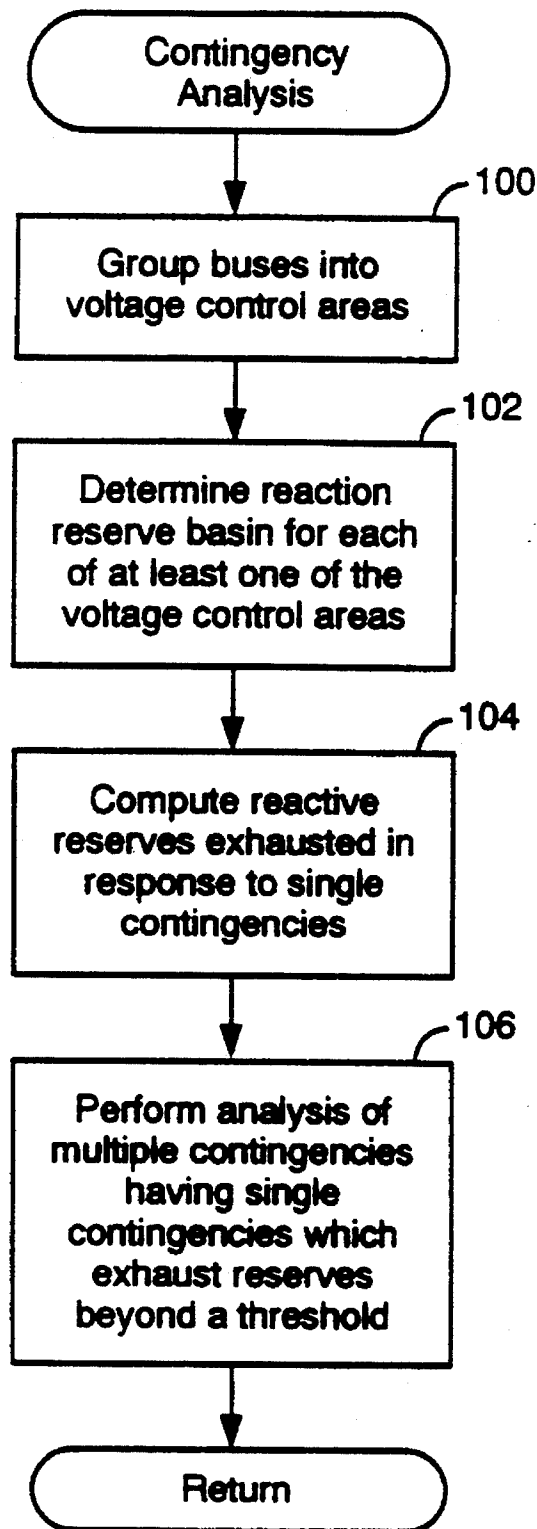 Contingency
Analysis
100
Group buses into
voltage control areas
102
Determine reaction
reserve basin for each
of at least one of the
voltage control areas
104
Compute reactive
reserves exhausted in
response to single
contingencies
106
Perform analysis of
multiple contingencies
having single
contingencies which
exhaust reserves
beyond a threshold
Return